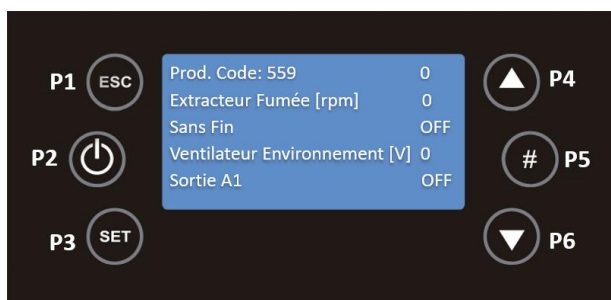 P1 ESC
P2
P3 SET
Prod. Code: 559 0
Extracteur Fumée [rpm] 0
Sans Fin OFF
Ventilateur Environnement [V] 0
Sortie A1 OFF
P4
# P5
P6